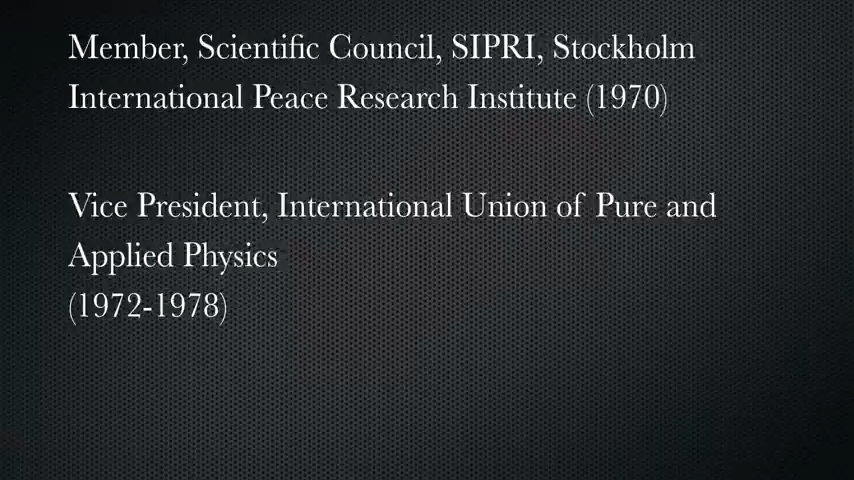 Member, Scientific Council, SIPRI, Stockholm
International Peace Research Institute (1970)
Vice President, International Union of Pure and
Applied Physics
(1972-1978)